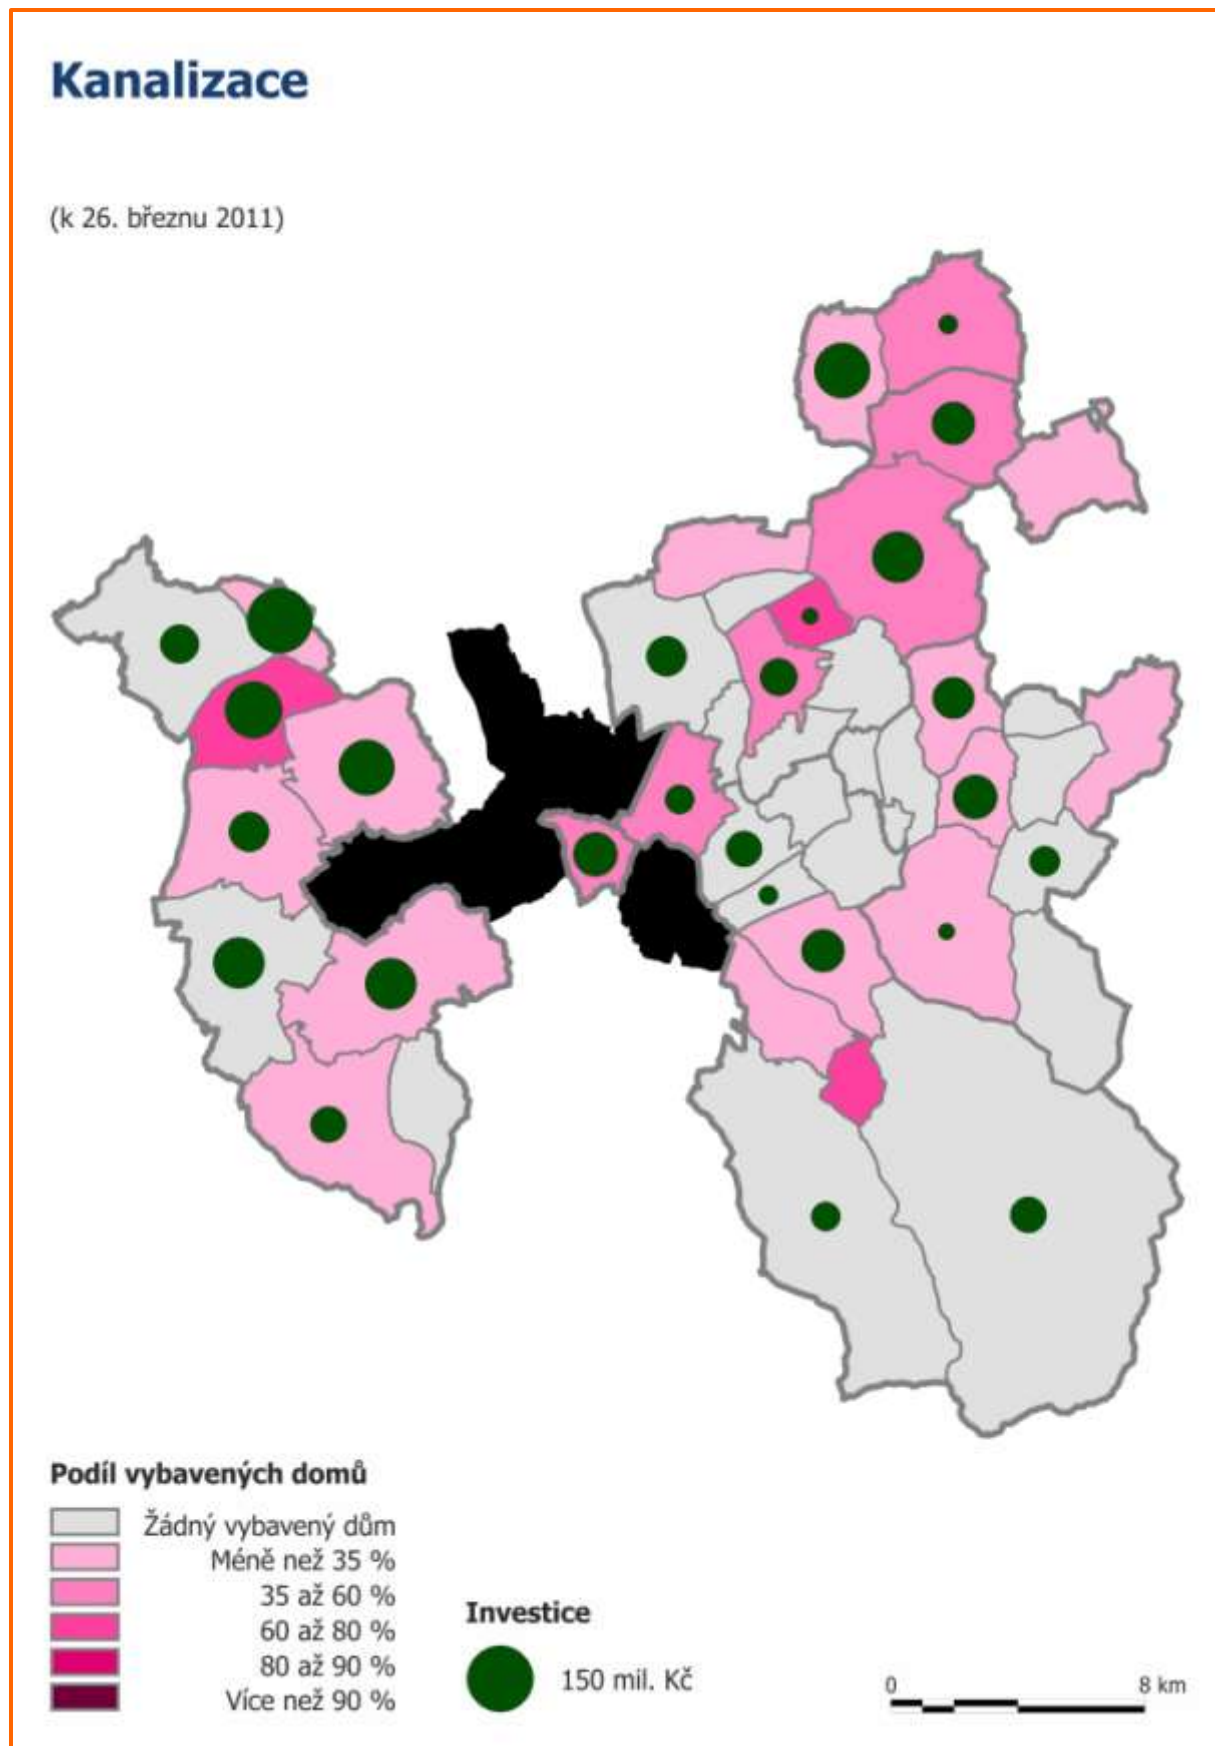 Kanalizace
(k 26. březnu 2011)
Podíl vybavených domů
Žádný vybavený dům
Méně než 35 %
35 až 60 %
60 až 80 %
80 až 90 %
Více než 90 %
Investice
150 mil. Kč
0 8 km